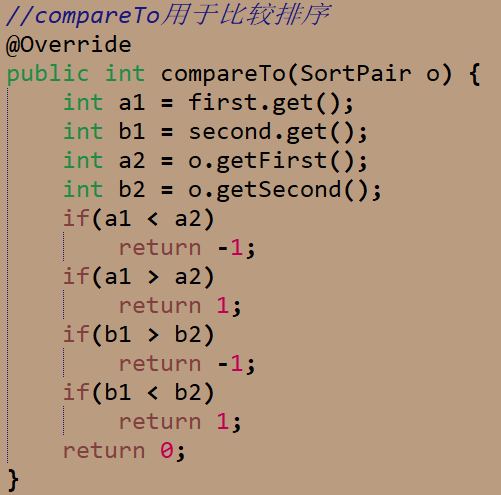 //compareTo用于比较排序
@Override
public int compareTo(SortPair o) {
    int a1 = first.get();
    int b1 = second.get();
    int a2 = o.getFirst();
    int b2 = o.getSecond();
    if(a1 < a2)
        return -1;
    if(a1 > a2)
        return 1;
    if(b1 > b2)
        return -1;
    if(b1 < b2)
        return 1;
    return 0;
}